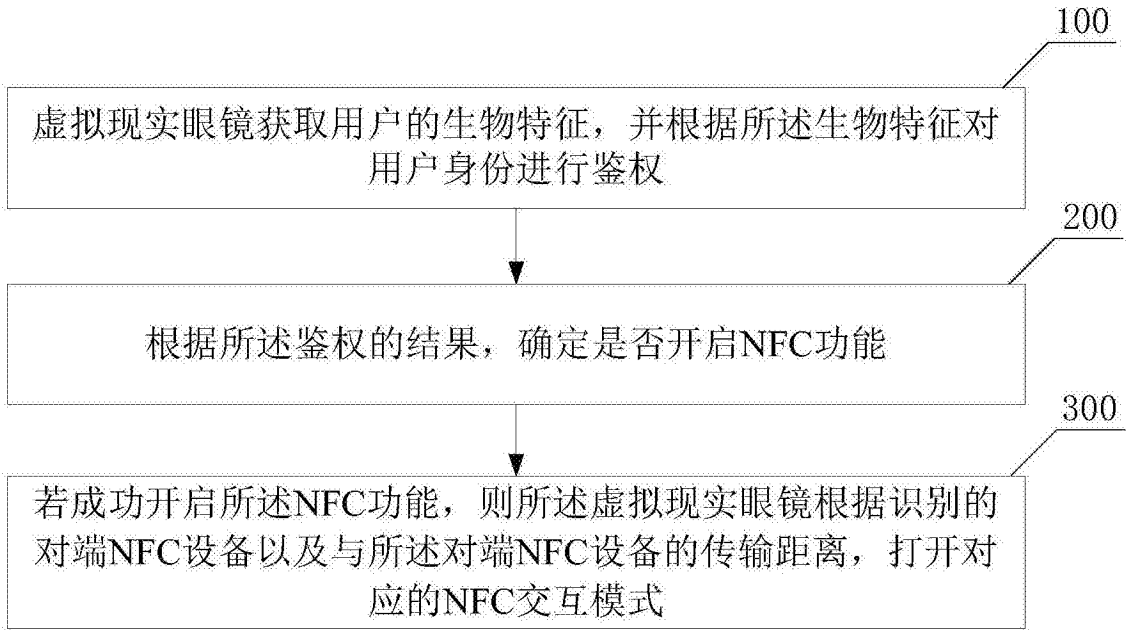 100
虚拟现实眼镜获取用户的生物特征，并根据所述生物特征对
用户身份进行鉴权
200
根据所述鉴权的结果，确定是否开启NFC功能
300
若成功开启所述NFC功能，则所述虚拟现实眼镜根据识别的
对端NFC设备以及与所述对端NFC设备的传输距离，打开对
应的NFC交互模式